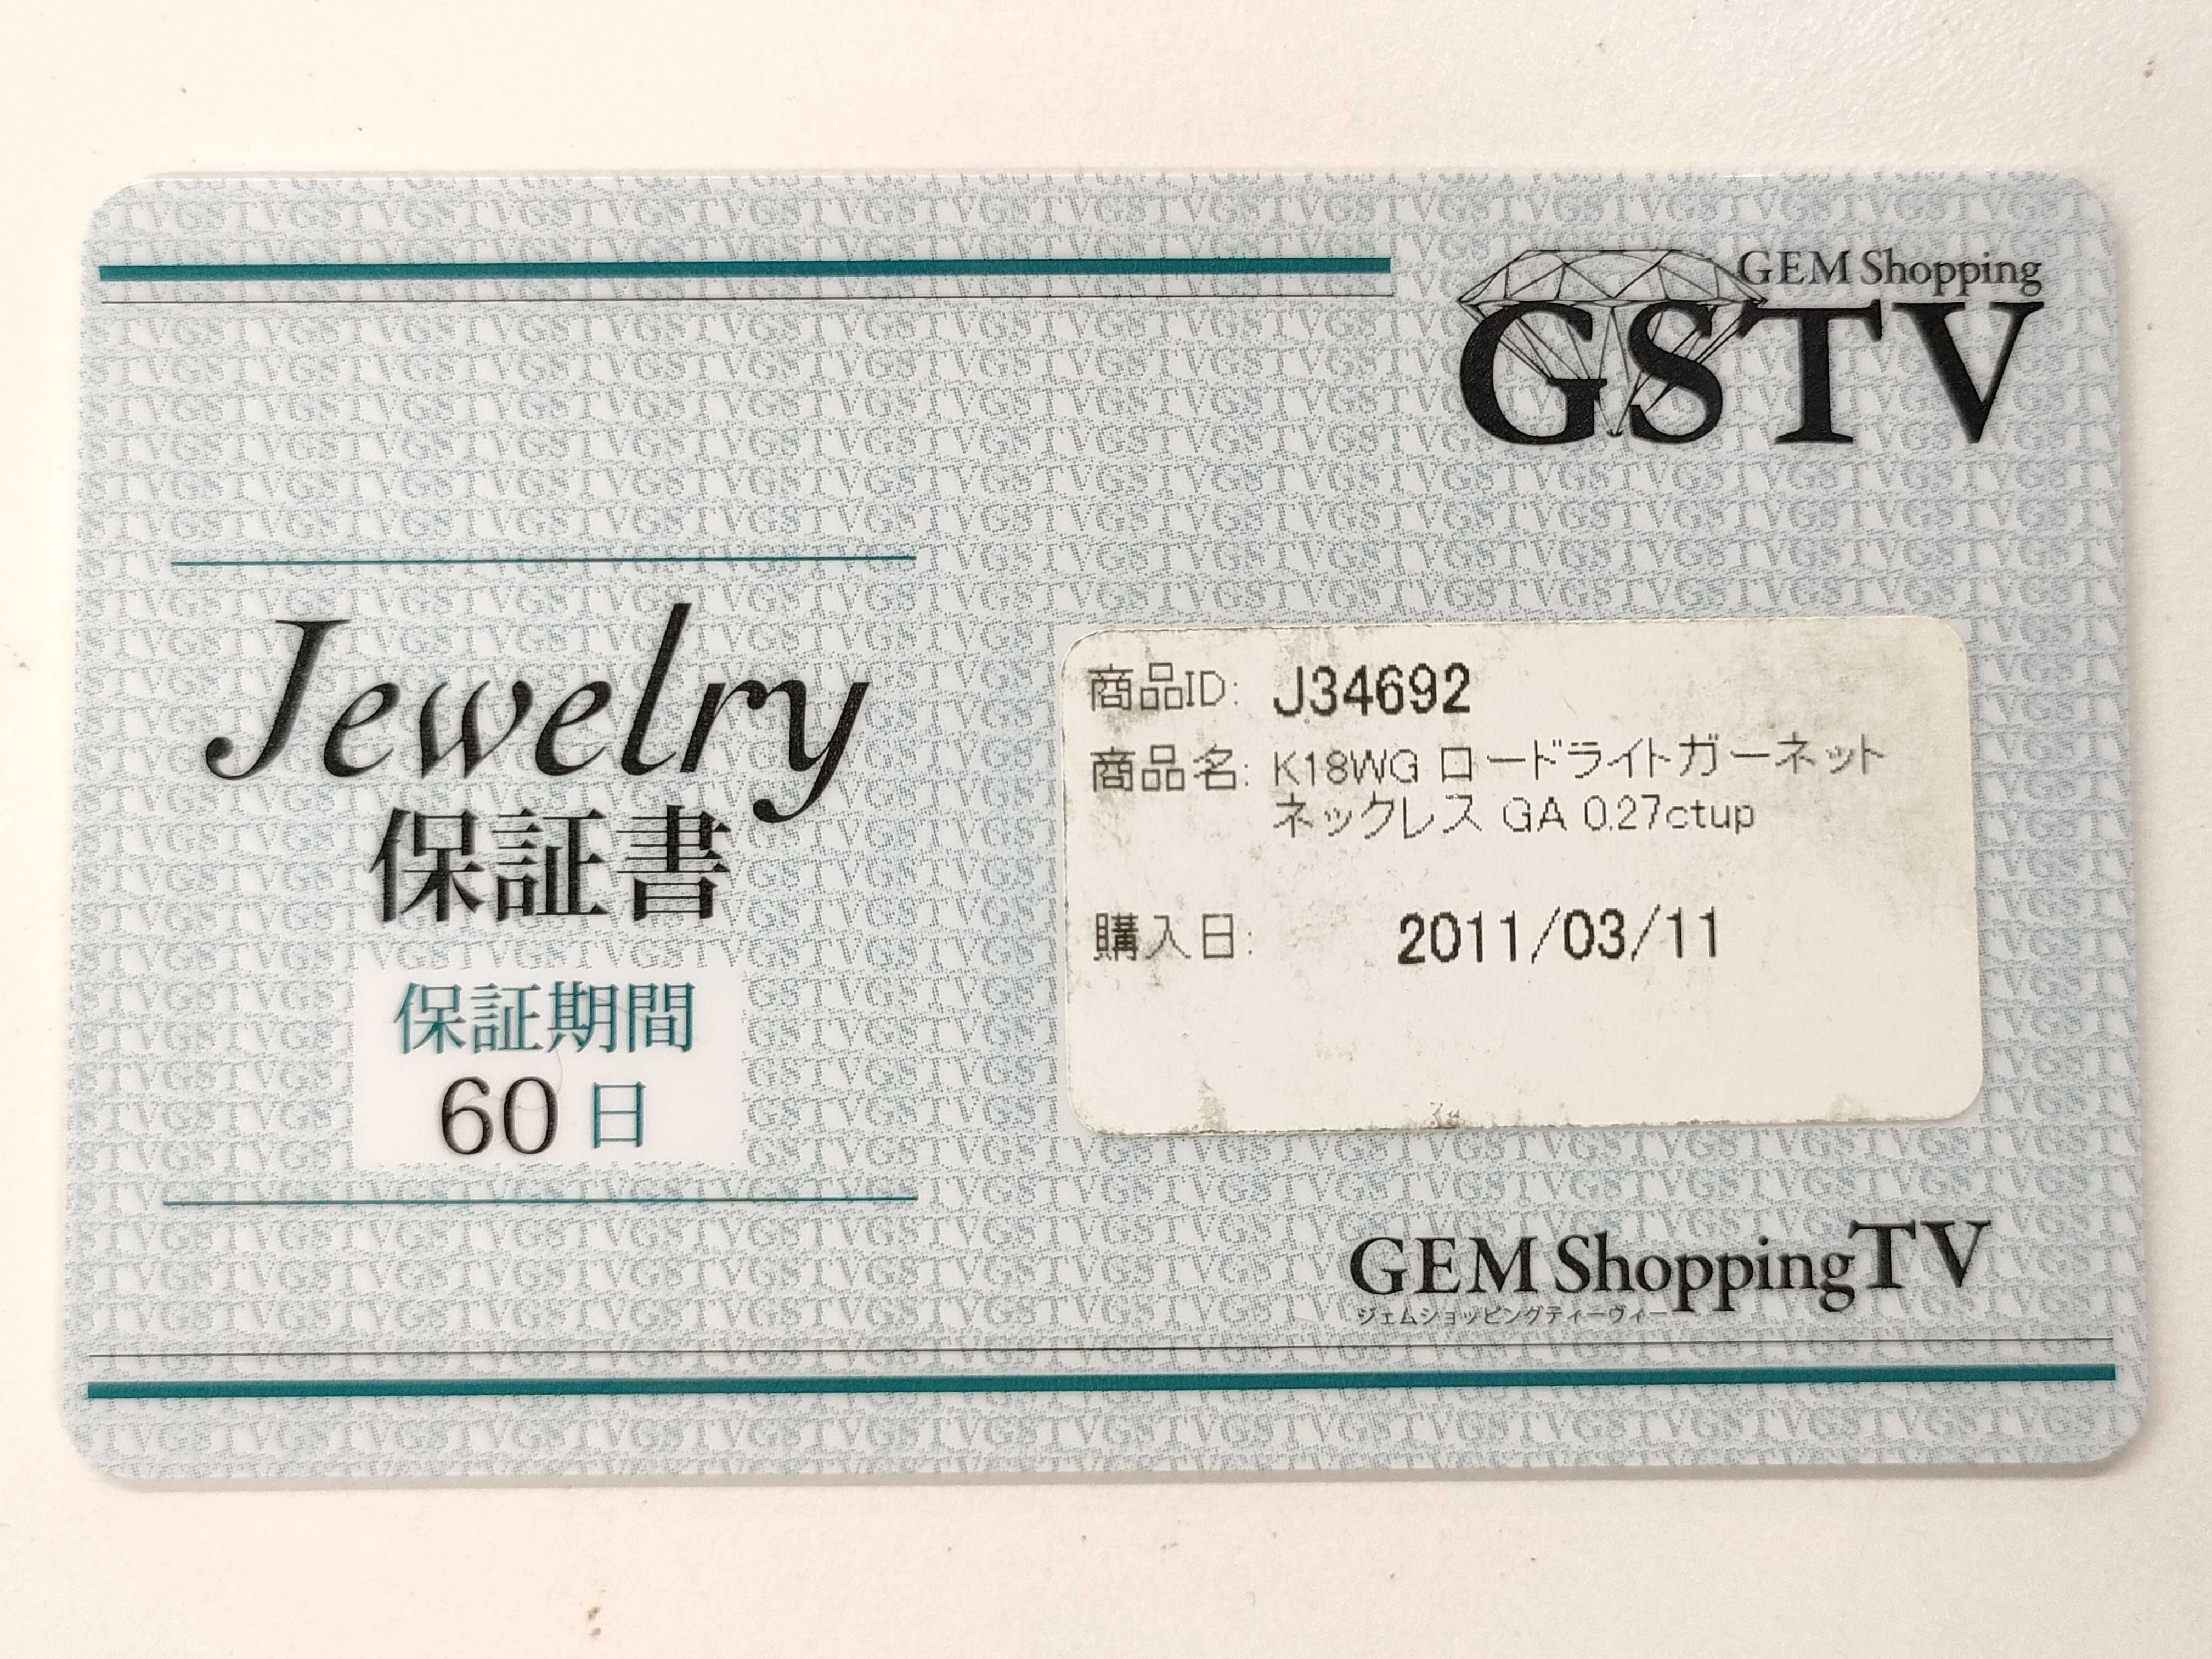 GEM Shopping
GSTV
Jewelry
保証書
保証期間
60日
商品ID: J34692
商品名: K18WG ロードライトガーネット
ネックレス GA 0.27ctup
購入日: 2011/03/11
GEM ShoppingTV
ジェムショッピングティーヴィー